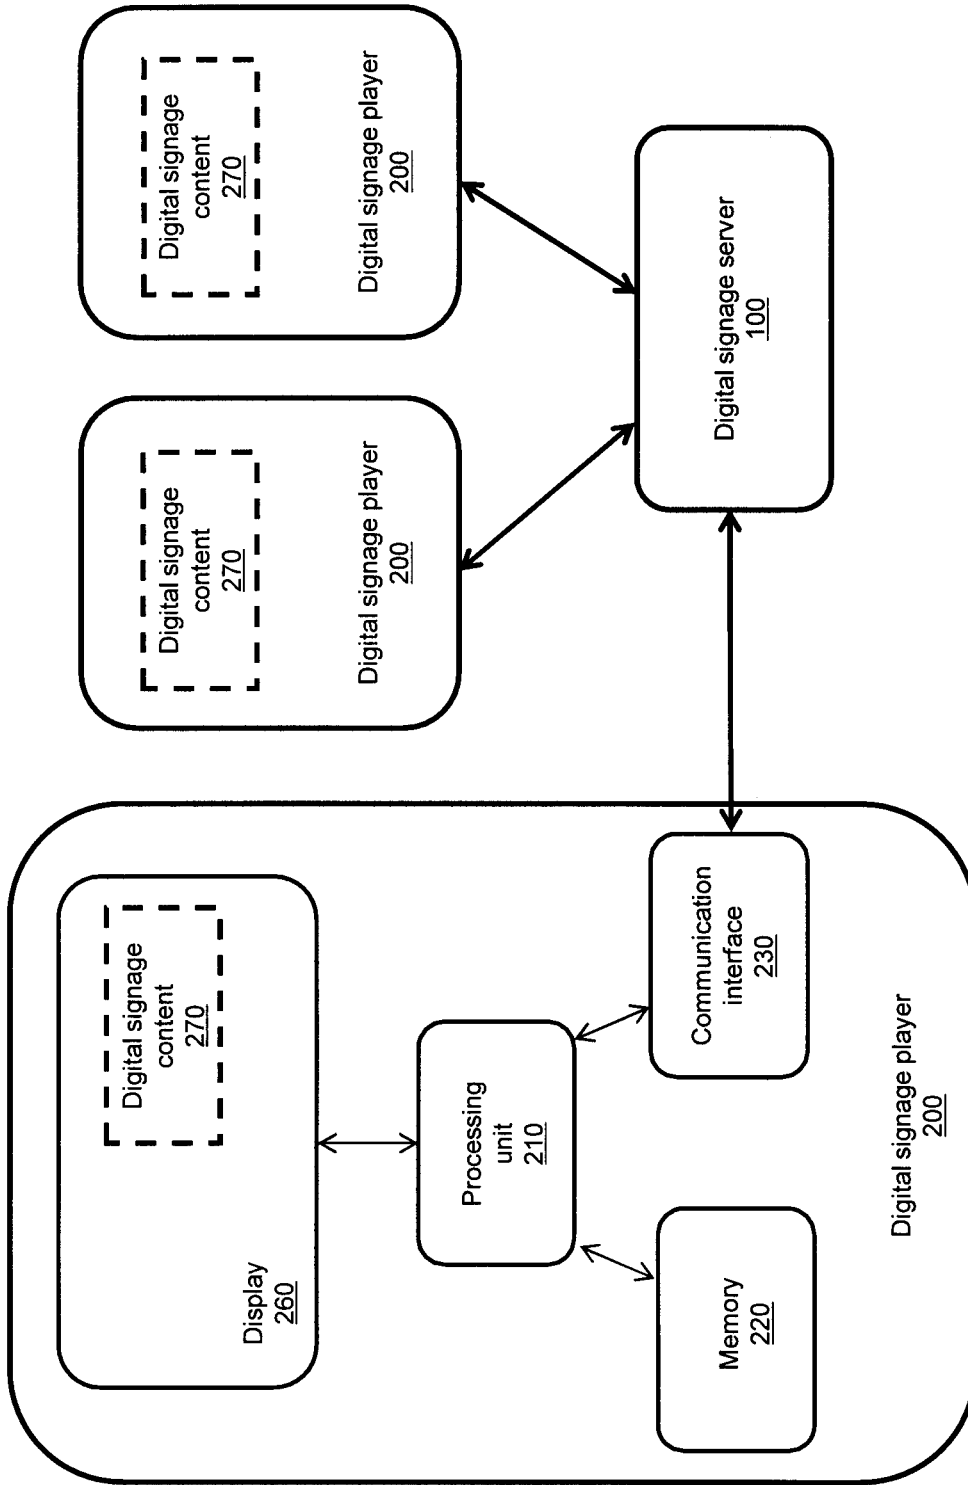 Digital signage
content
270
Display
260
Processing
unit
210
Memory
220
Communication
interface
230
Digital signage player
200
Digital signage
content
270
Digital signage player
200
Digital signage
content
270
Digital signage player
200
Digital signage server
100